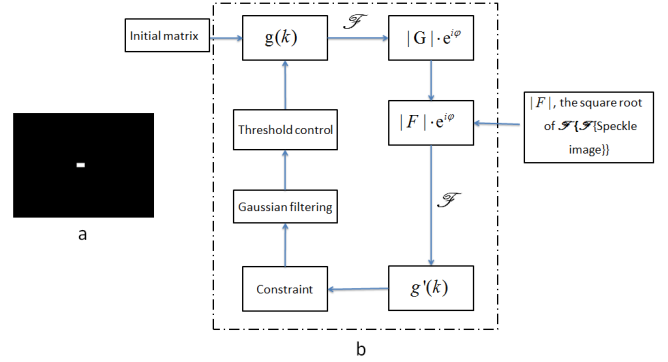 Initial matrix
g(k)
ℱ
|G|·e^{iφ}
|F|·e^{iφ}
|F|, the square root
of ℱ{ℱ{Speckle
image}}
Threshold control
Gaussian filtering
ℱ
Constraint
g'(k)
a
b